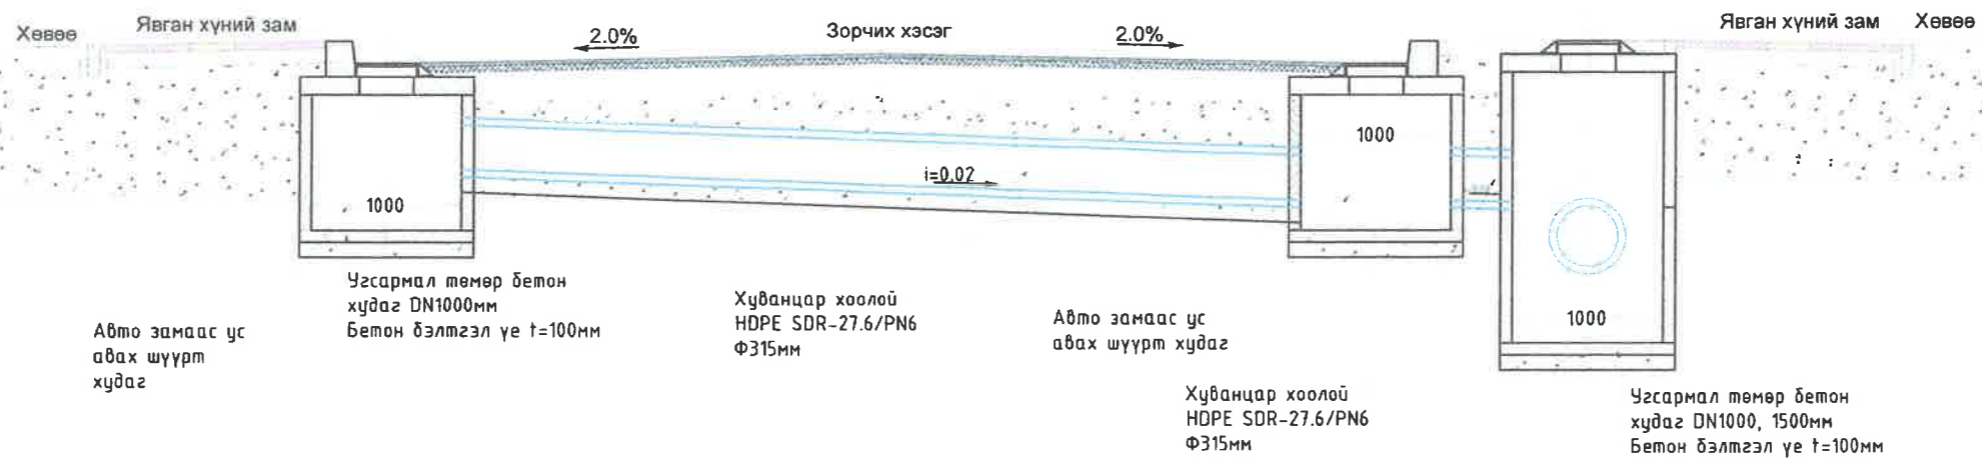 Хөвөө
Явган хүний зам
2.0%
Зорчих хэсэг
2.0%
Явган хүний зам
Хөвөө
1000
i=0.02
1000
1000
Угсармал төмөр бетон
худаг DN1000мм
Бетон бэлтгэл үе t=100мм
Авто замаас ус
авах шүүрт
худаг
Хуванцар хоолой
HDPE SDR-27.6/PN6
Ф315мм
Авто замаас ус
авах шүүрт худаг
Хуванцар хоолой
HDPE SDR-27.6/PN6
Ф315мм
Угсармал төмөр бетон
худаг DN1000, 1500мм
Бетон бэлтгэл үе t=100мм